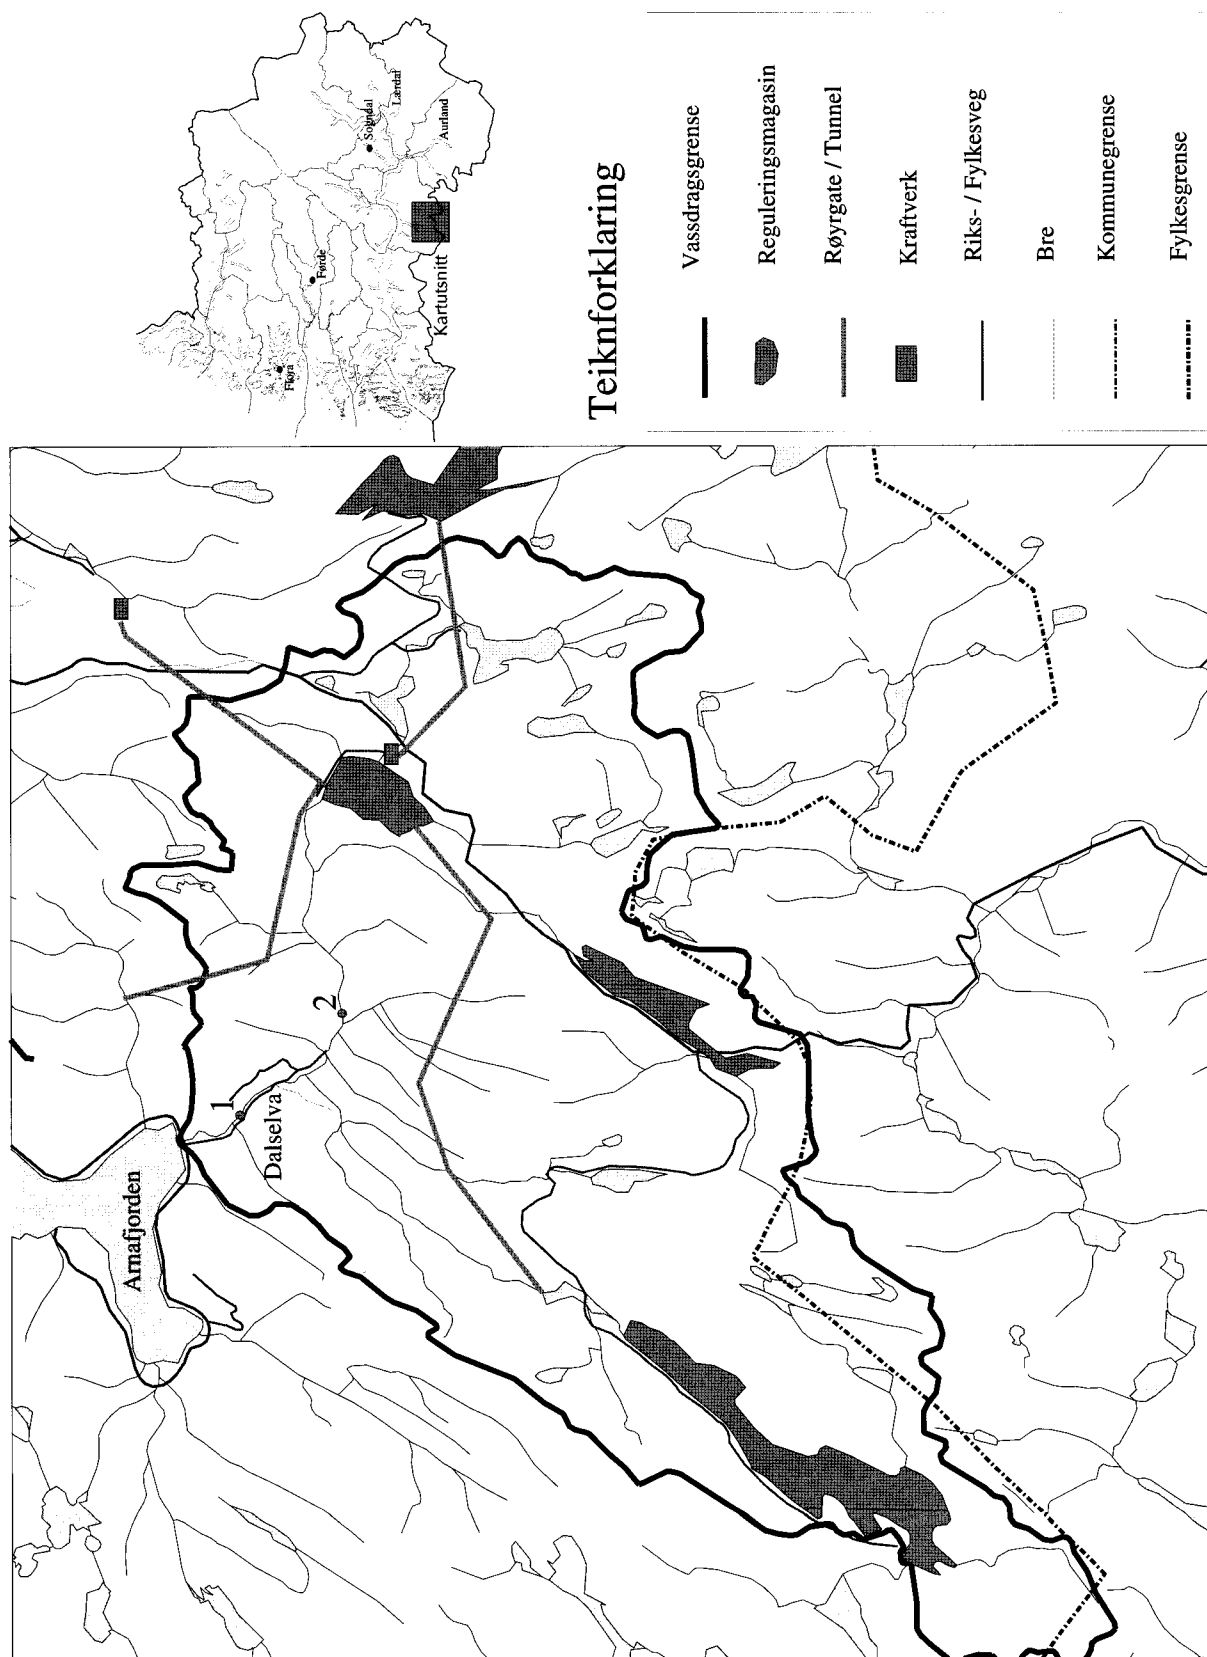 Florø
Førde
Sogndal
Lærdal
Aurland
Kartutsnitt
Teiknforklaring
Vassdragsgrense
Reguleringsmagasin
Røyrgate / Tunnel
Kraftverk
Riks- / Fylkesveg
Bre
Kommunegrense
Fylkesgrense
Arnafjorden
1
Dalselva
2